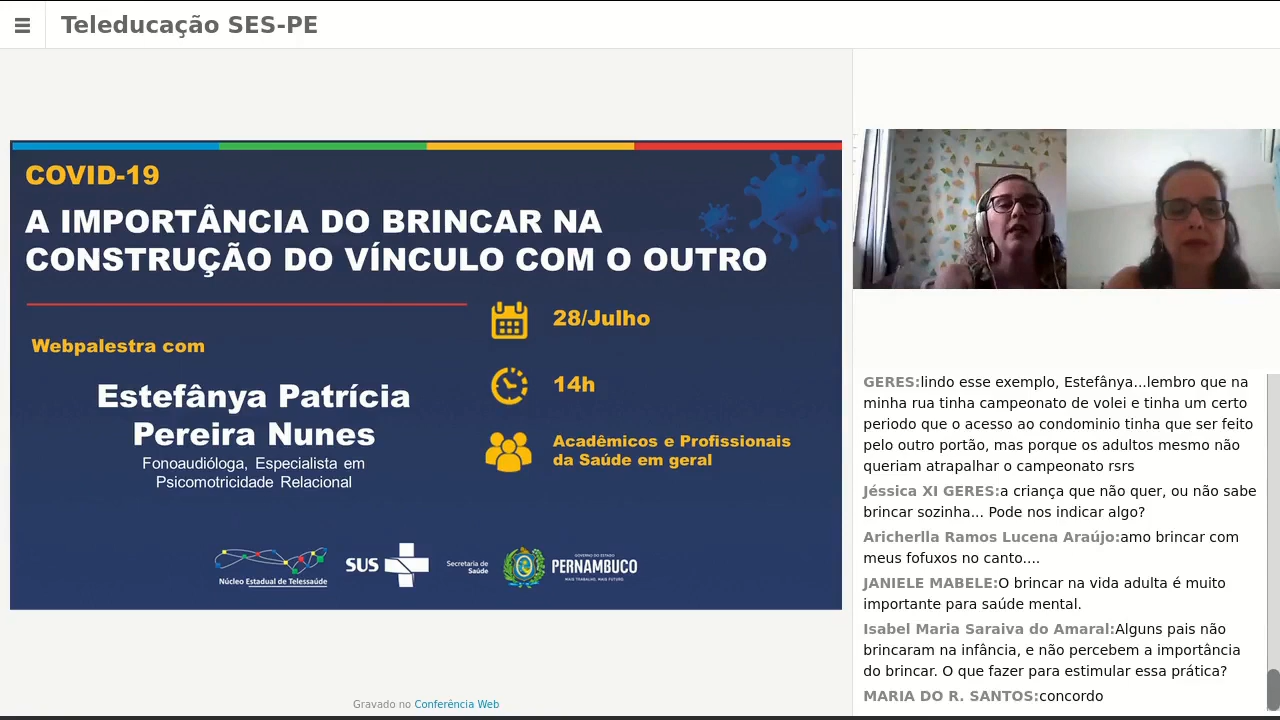 Teleducação SES-PE
COVID-19
A IMPORTÂNCIA DO BRINCAR NA
CONSTRUÇÃO DO VÍNCULO COM O OUTRO
Webpalestra com
Estefânya Patrícia
Pereira Nunes
Fonoaudióloga, Especialista em
Psicomotricidade Relacional
28/Julho
14h
Acadêmicos e Profissionais
da Saúde em geral
Núcleo Estadual de Telessaúde
SUS
Secretaria de
Saúde
GOVERNO DO ESTADO
PERNAMBUCO
MAIS TRABALHO, MAIS FUTURO.
Gravado no Conferência Web
GERES:lindo esse exemplo, Estefânya...lembro que na
minha rua tinha campeonato de volei e tinha um certo
periodo que o acesso ao condominio tinha que ser feito
pelo outro portão, mas porque os adultos mesmo não
queriam atrapalhar o campeonato rsrs
Jéssica XI GERES:a criança que não quer, ou não sabe
brincar sozinha... Pode nos indicar algo?
Aricherlla Ramos Lucena Araújo:amo brincar com
meus fofuxos no canto....
JANIELE MABELE:O brincar na vida adulta é muito
importante para saúde mental.
Isabel Maria Saraiva do Amaral:Alguns pais não
brincaram na infância, e não percebem a importância
do brincar. O que fazer para estimular essa prática?
MARIA DO R. SANTOS:concordo